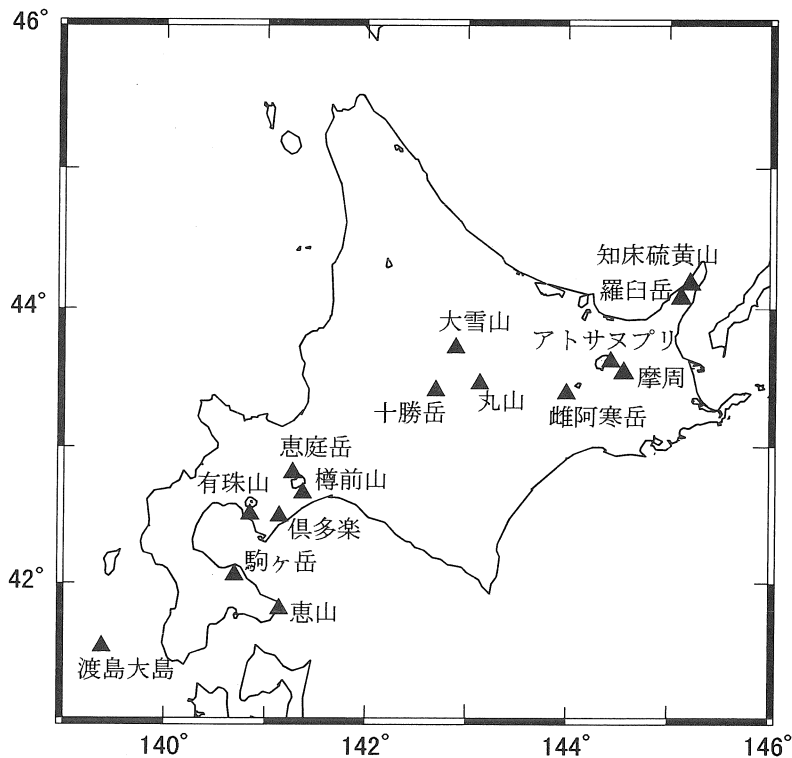 46°
知床硫黄山
羅臼岳
44°
大雪山
アトサヌプリ
摩周
十勝岳
丸山
雌阿寒岳
恵庭岳
有珠山
樽前山
倶多楽
駒ヶ岳
42°
恵山
渡島大島
140°
142°
144°
146°